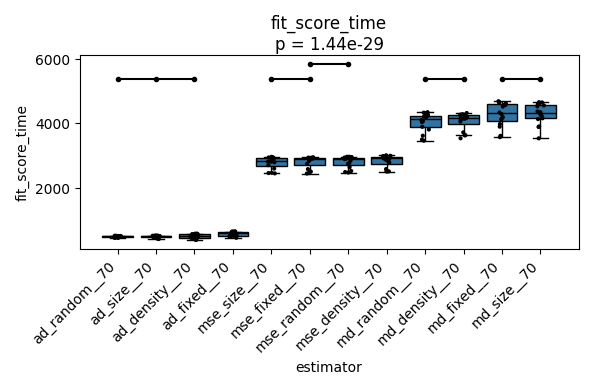 fit_score_time
p = 1.44e-29
fit_score_time
6000
4000
2000
ad_random__70
ad_size__70
ad_density__70
ad_fixed__70
mse_size__70
mse_fixed__70
mse_random__70
mse_density__70
md_random__70
md_density__70
md_fixed__70
md_size__70
estimator